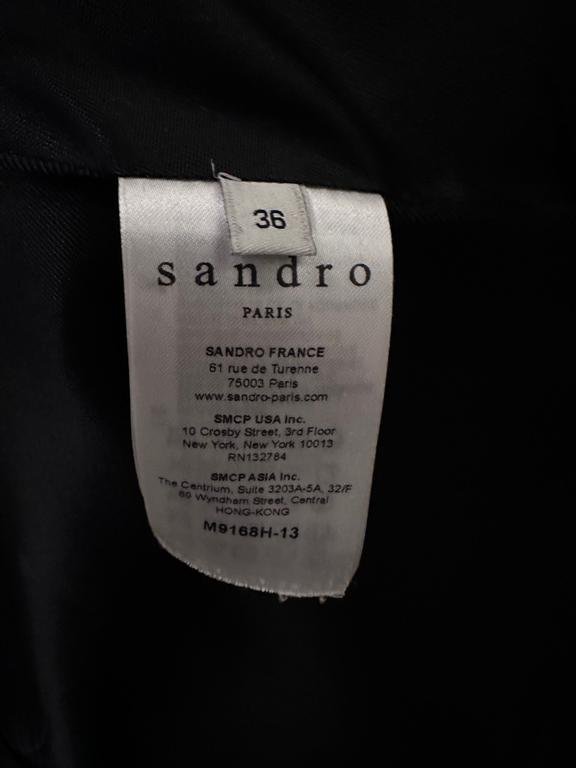 36
sandro
PARIS
SANDRO FRANCE
61 rue de Turenne
75003 Paris
www.sandro-paris.com
SMCP USA Inc.
10 Crosby Street, 3rd Floor
New York, New York 10013
RN132784
SMCP ASIA Inc.
The Centrium, Suite 3203A-5A, 32/F
60 Wyndham Street, Central
HONG-KONG
M9168H-13